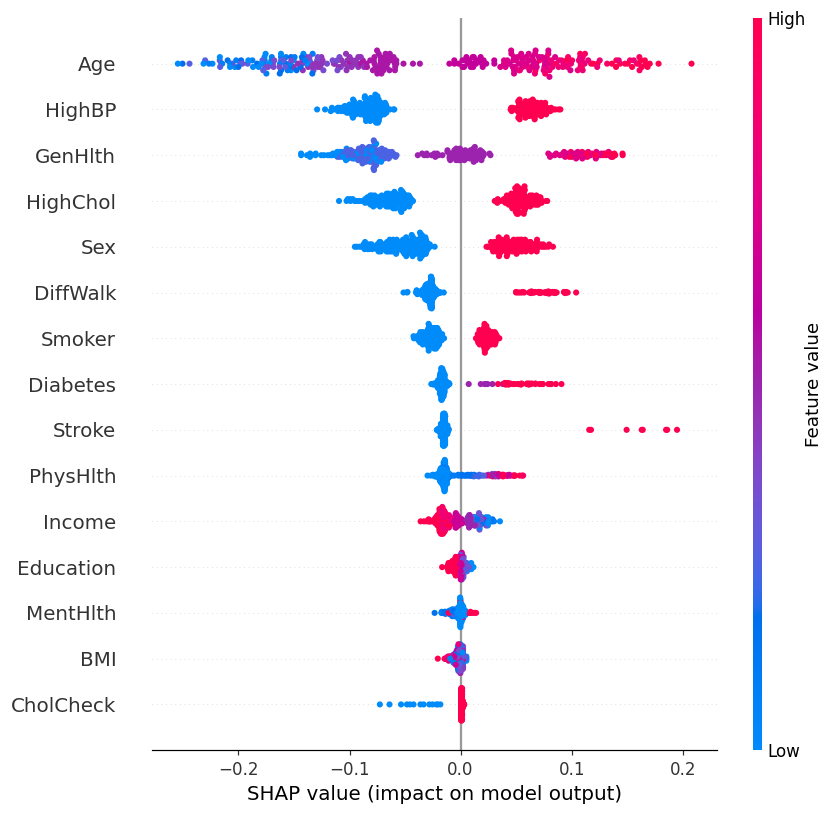 High
Age
HighBP
GenHlth
HighChol
Sex
DiffWalk
Smoker
Diabetes
Stroke
PhysHlth
Income
Education
MentHlth
BMI
CholCheck
Feature value
Low
−0.2 −0.1 0.0 0.1 0.2
SHAP value (impact on model output)